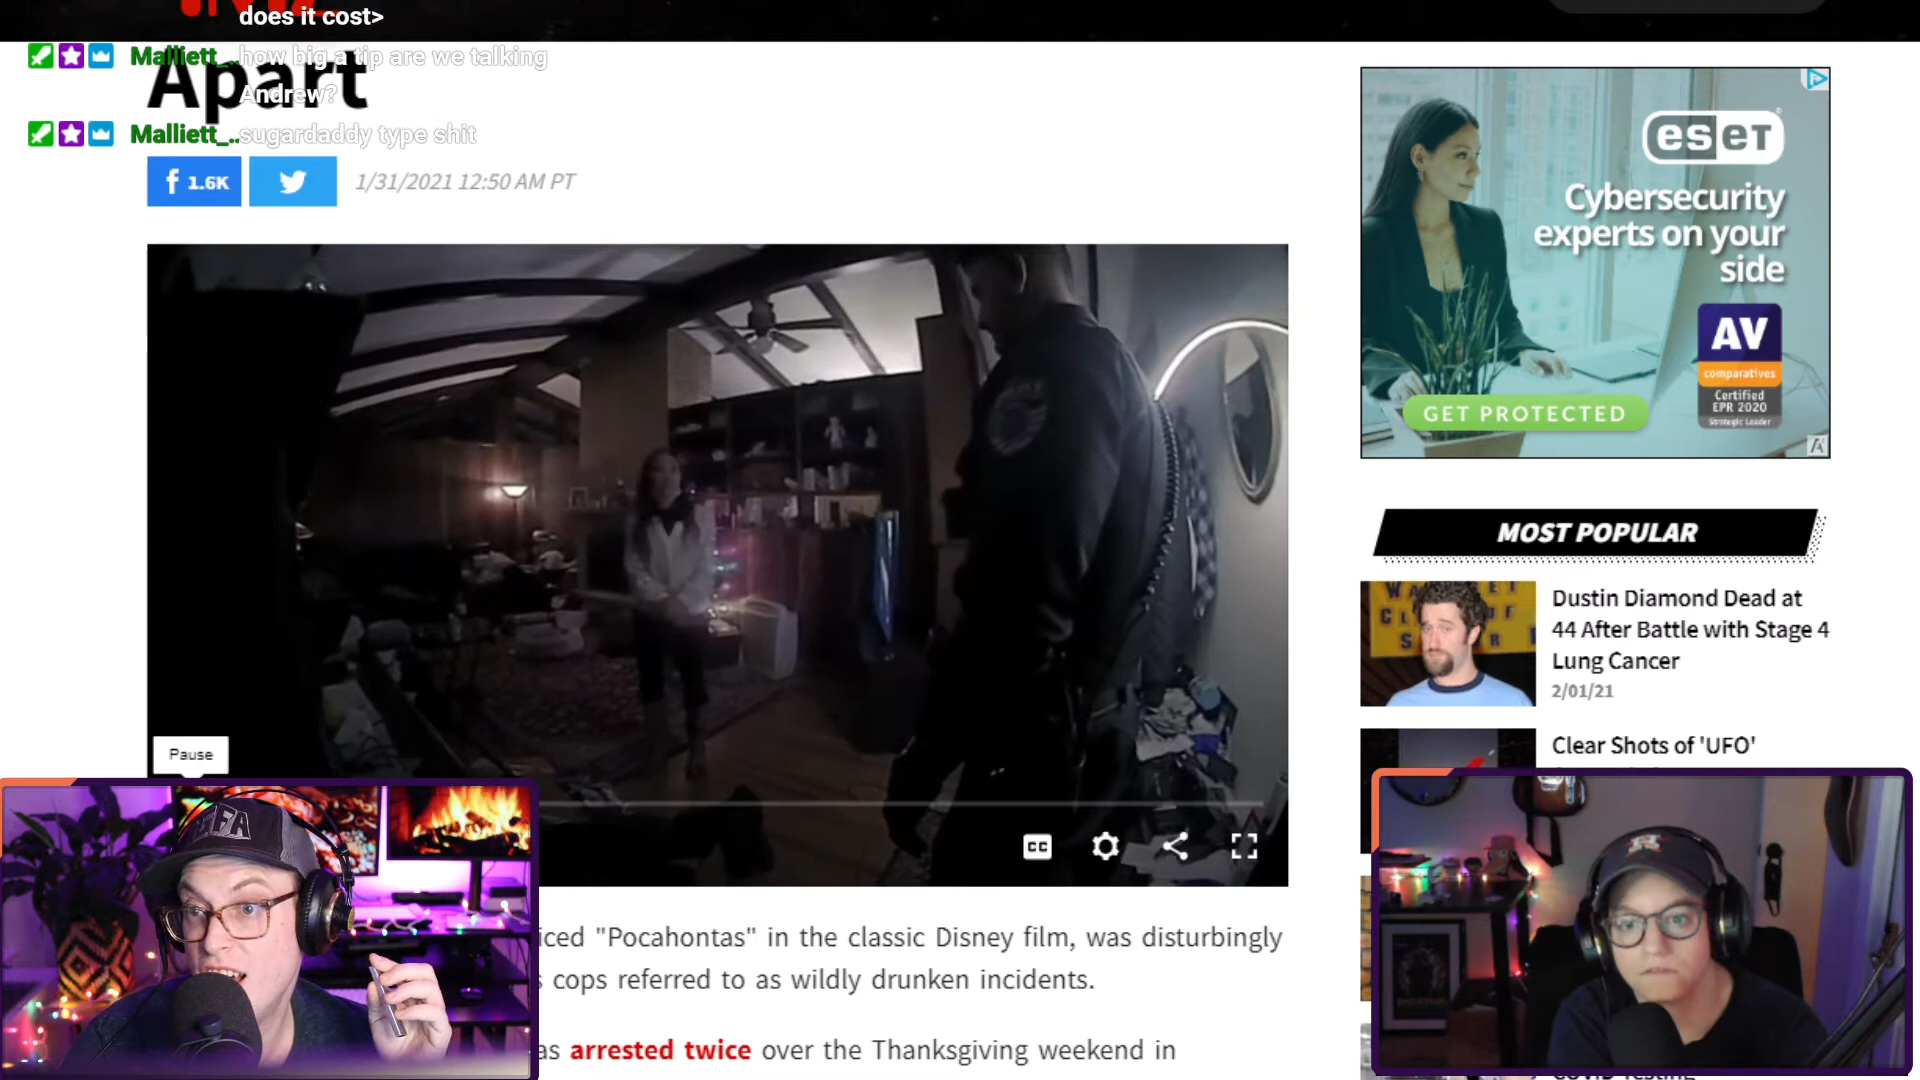 does it cost>
Malliett_.. how big a tip are we talking
Andrew?
Malliett_.. sugardaddy type shit
Apart
f 1.6K
1/31/2021 12:50 AM PT
Pause
CC
iced "Pocahontas" in the classic Disney film, was disturbingly
s cops referred to as wildly drunken incidents.
as arrested twice over the Thanksgiving weekend in
eseT
Cybersecurity
experts on your
side
AV
comparatives
Certified
EPR 2020
Strategic Leader
GET PROTECTED
MOST POPULAR
Dustin Diamond Dead at
44 After Battle with Stage 4
Lung Cancer
2/01/21
Clear Shots of 'UFO'